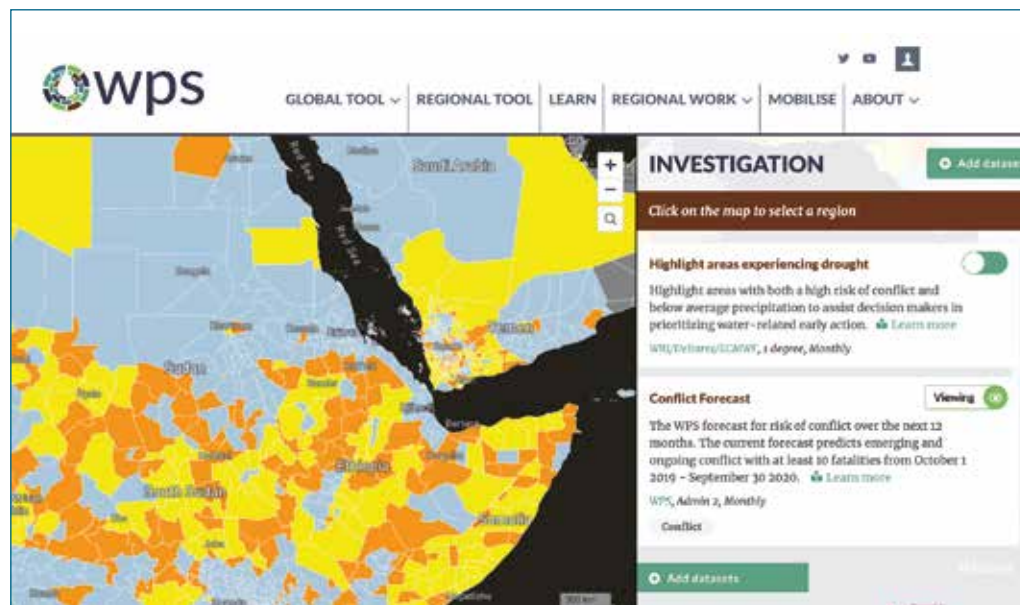 wps
GLOBAL TOOL
REGIONAL TOOL
LEARN
REGIONAL WORK
MOBILISE
ABOUT
INVESTIGATION
Add datase
Click on the map to select a region
Highlight areas experiencing drought
Highlight areas with both a high risk of conflict and
below average precipitation to assist decision makers in
prioritizing water-related early action. Learn more
WRI/Deltares/ECMWF, 1 degree, Monthly
Conflict Forecast
Viewing
The WPS forecast for risk of conflict over the next 12
months. The current forecast predicts emerging and
ongoing conflict with at least 10 fatalities from October 1
2019 - September 30 2020. Learn more
WPS, Admin 2, Monthly
Conflict
Add datasets
Red Sea
Saudi Arabia
Red Sea
Yemen
Sudan
Ethiopia
South Sudan
Somalia